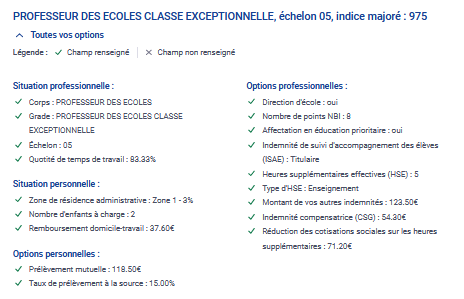 PROFESSEUR DES ECOLES CLASSE EXCEPTIONNELLE, échelon 05, indice majoré : 975
Toutes vos options
Légende : Champ renseigné Champ non renseigné
Situation professionnelle :
Corps : PROFESSEUR DES ECOLES
Grade : PROFESSEUR DES ECOLES CLASSE
EXCEPTIONNELLE
Échelon : 05
Quotité de temps de travail : 83.33%
Situation personnelle :
Zone de résidence administrative : Zone 1 - 3%
Nombre d'enfants à charge : 2
Remboursement domicile-travail : 37.60€
Options personnelles :
Prélèvement mutuelle : 118.50€
Taux de prélèvement à la source : 15.00%
Options professionnelles :
Direction d'école : oui
Nombre de points NBI : 8
Affectation en éducation prioritaire : oui
Indemnité de suivi d'accompagnement des élèves
(ISAE) : Titulaire
Heures supplémentaires effectives (HSE) : 5
Type d'HSE : Enseignement
Montant de vos autres indemnités : 123.50€
Indemnité compensatrice (CSG) : 54.30€
Réduction des cotisations sociales sur les heures
supplémentaires : 71.20€